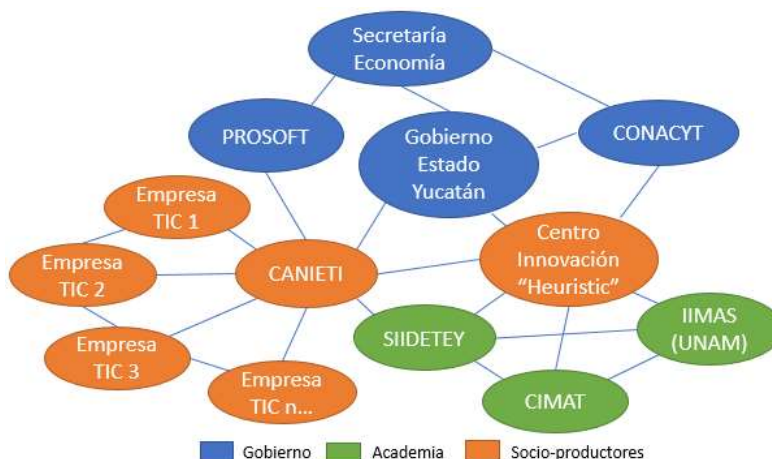 Secretaría
Economía
PROSOFT
Gobierno
Estado
Yucatán
CONACYT
Empresa
TIC 1
Centro
Innovación
“Heuristic”
Empresa
TIC 2
CANIETI
SIIDETEY
IIMAS
(UNAM)
Empresa
TIC 3
Empresa
TIC n...
CIMAT
Gobierno
Academia
Socio-productores